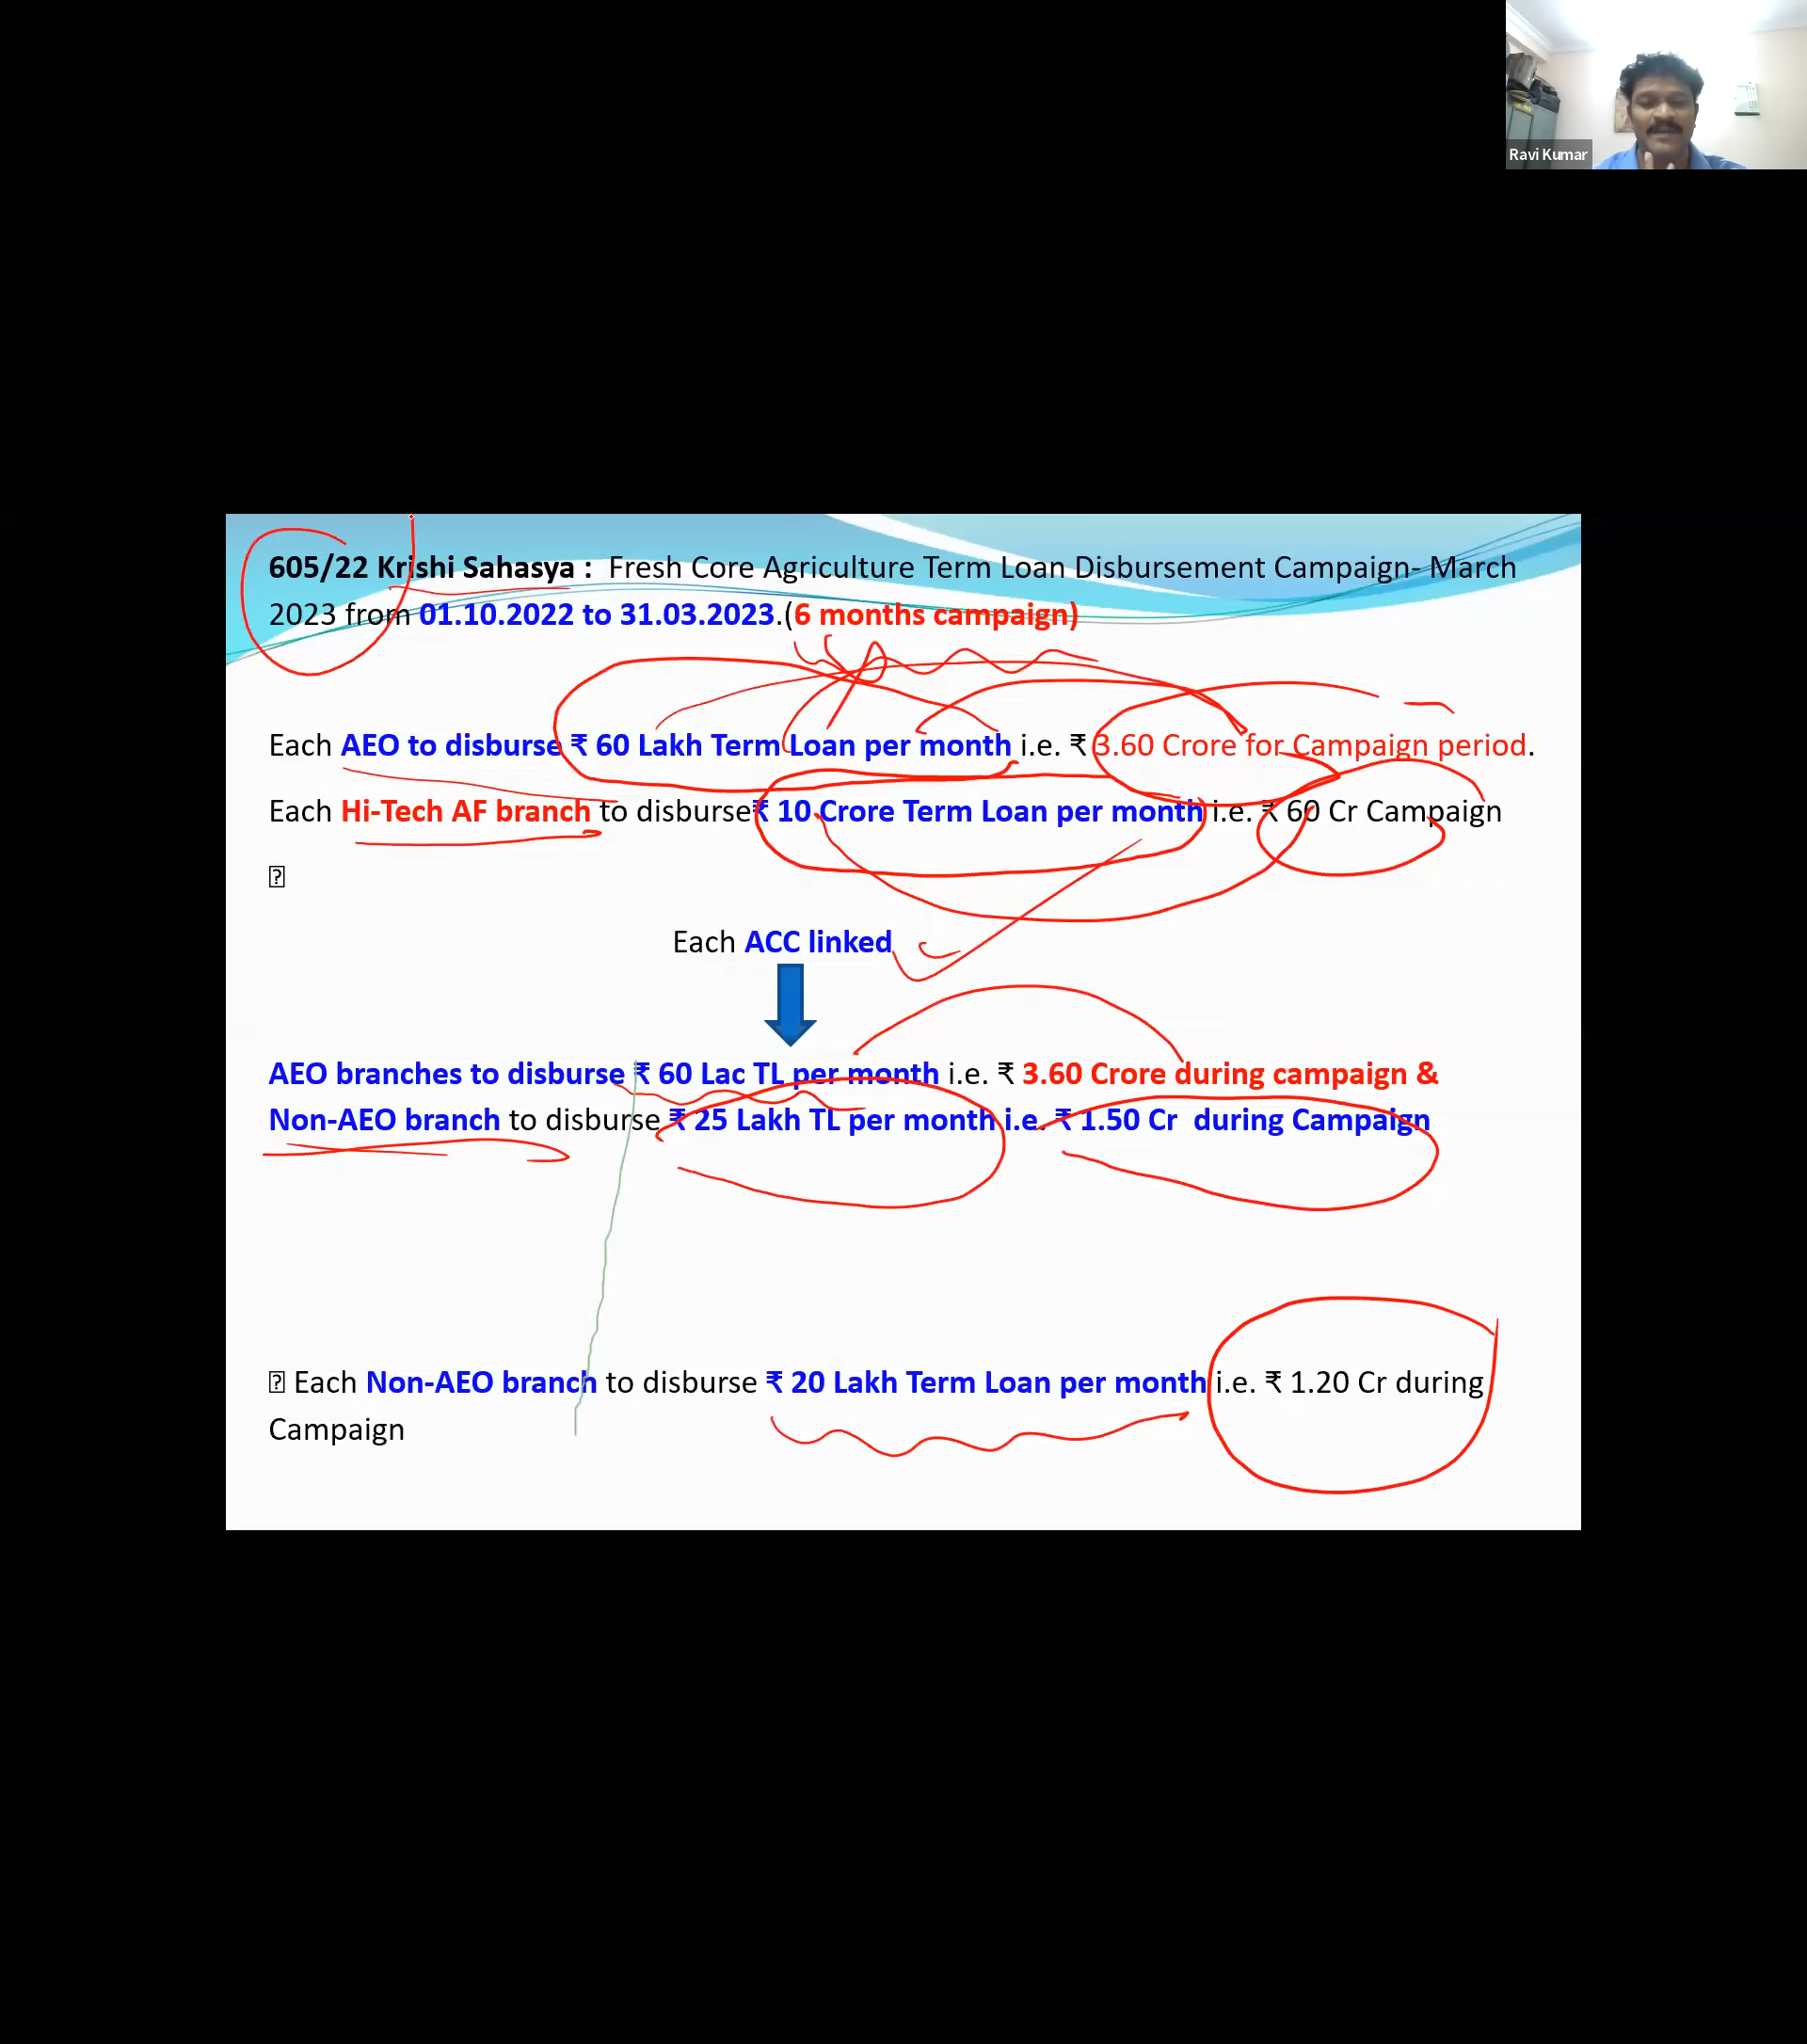 Ravi Kumar
605/22 Krishi Sahasya : Fresh Core Agriculture Term Loan Disbursement Campaign- March
2023 from 01.10.2022 to 31.03.2023.(6 months campaign)
Each AEO to disburse ₹ 60 Lakh Term Loan per month i.e. ₹ 3.60 Crore for Campaign period.
Each Hi-Tech AF branch to disburse₹ 10 Crore Term Loan per month i.e. ₹ 60 Cr Campaign
Each ACC linked
AEO branches to disburse ₹ 60 Lac TL per month i.e. ₹ 3.60 Crore during campaign &
Non-AEO branch to disburse ₹ 25 Lakh TL per month i.e. ₹ 1.50 Cr during Campaign
Each Non-AEO branch to disburse ₹ 20 Lakh Term Loan per month i.e. ₹ 1.20 Cr during
Campaign